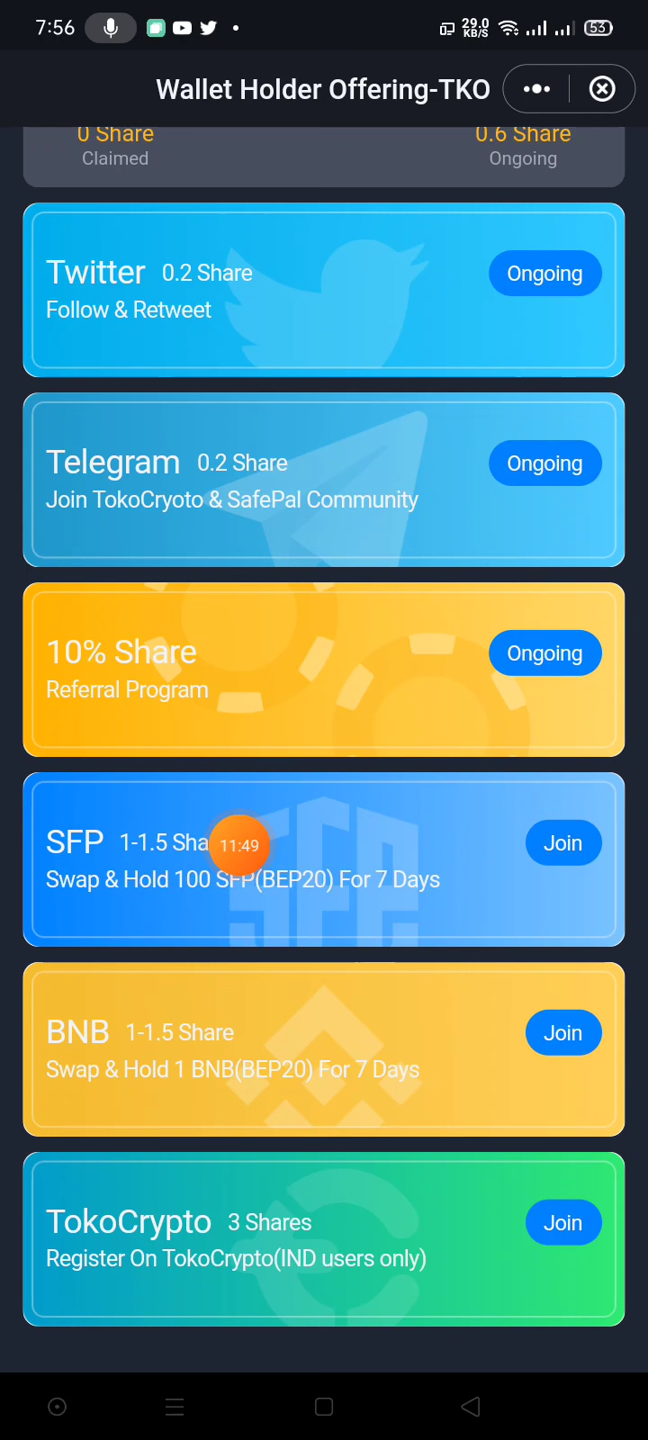 7:56
29.0
KB/S
53
Wallet Holder Offering-TKO
0 Share
0.6 Share
Claimed
Ongoing
Twitter 0.2 Share
Ongoing
Follow & Retweet
Telegram 0.2 Share
Ongoing
Join TokoCryoto & SafePal Community
10% Share
Ongoing
Referral Program
SFP 1-1.5 Sha
11:49
Join
Swap & Hold 100 SFP(BEP20) For 7 Days
BNB 1-1.5 Share
Join
Swap & Hold 1 BNB(BEP20) For 7 Days
TokoCrypto 3 Shares
Join
Register On TokoCrypto(IND users only)